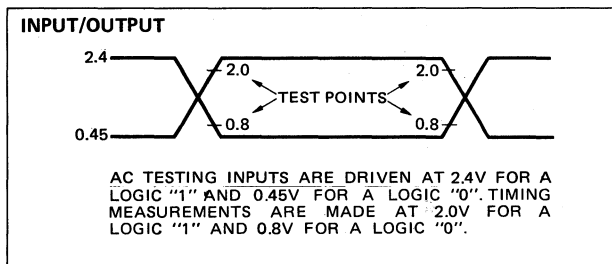 INPUT/OUTPUT
2.4
2.0 2.0
TEST POINTS
0.8 0.8
0.45
AC TESTING INPUTS ARE DRIVEN AT 2.4V FOR A
LOGIC "1" AND 0.45V FOR A LOGIC "0". TIMING
MEASUREMENTS ARE MADE AT 2.0V FOR A
LOGIC "1" AND 0.8V FOR A LOGIC "0".